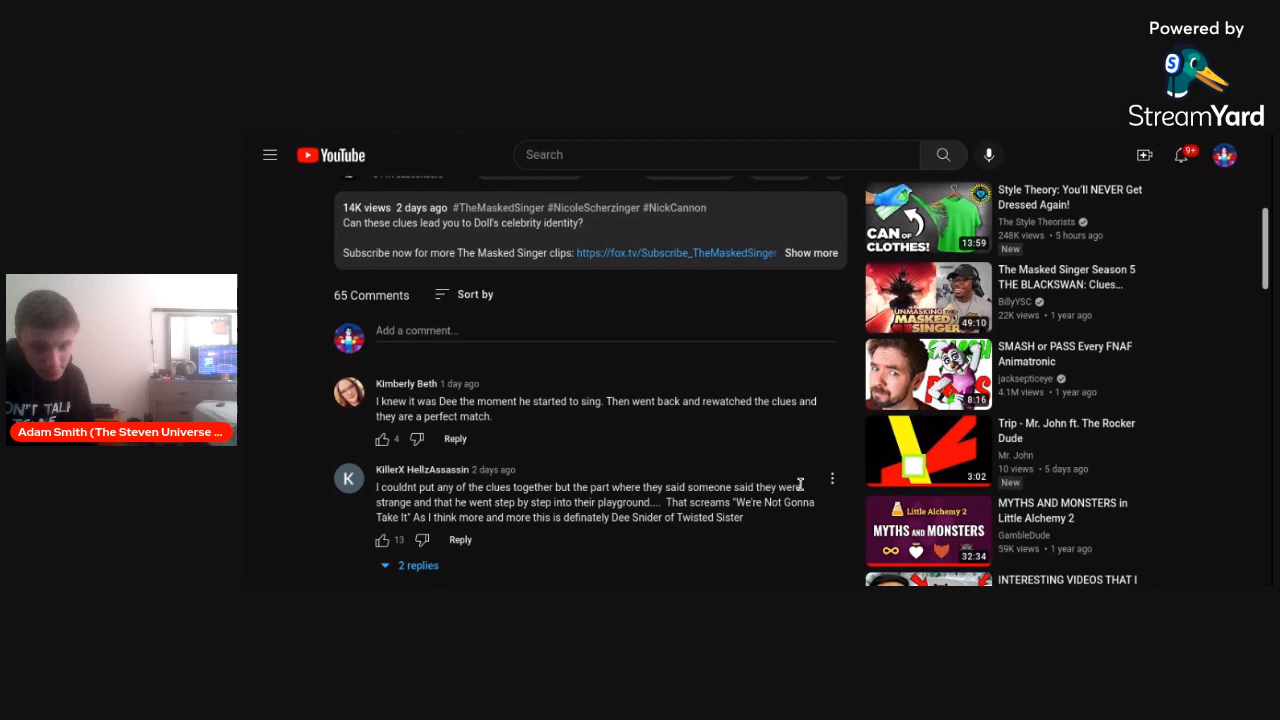 Powered by
StreamYard
YouTube
Search
9+
14K views 2 days ago #TheMaskedSinger #NicoleScherzinger #NickCannon
Can these clues lead you to Doll's celebrity identity?
Subscribe now for more The Masked Singer clips: https://fox.tv/Subscribe_TheMaskedSinger
Show more
65 Comments
Sort by
Add a comment...
Kimberly Beth 1 day ago
I knew it was Dee the moment he started to sing. Then went back and rewatched the clues and
they are a perfect match.
4
Reply
K
KillerX HellzAssassin 2 days ago
I couldnt put any of the clues together but the part where they said someone said they were
strange and that he went step by step into their playground.... That screams "We're Not Gonna
Take It" As I think more and more this is definately Dee Snider of Twisted Sister
13
Reply
2 replies
CAN OF
CLOTHES!
13:59
Style Theory: You'll NEVER Get
Dressed Again!
The Style Theorists
248K views • 5 hours ago
New
UNMASKING
MASKED
SINGER
49:10
The Masked Singer Season 5
THE BLACKSWAN: Clues...
BillyYSC
22K views • 1 year ago
8:16
SMASH or PASS Every FNAF
Animatronic
jacksepticeye
4.1M views • 1 year ago
3:02
Trip - Mr. John ft. The Rocker
Dude
Mr. John
10 views • 5 days ago
New
Little Alchemy 2
MYTHS AND MONSTERS
32:34
MYTHS AND MONSTERS in
Little Alchemy 2
GambleDude
59K views • 1 year ago
INTERESTING VIDEOS THAT I
ON'T TALK
Adam Smith (The Steven Universe ...